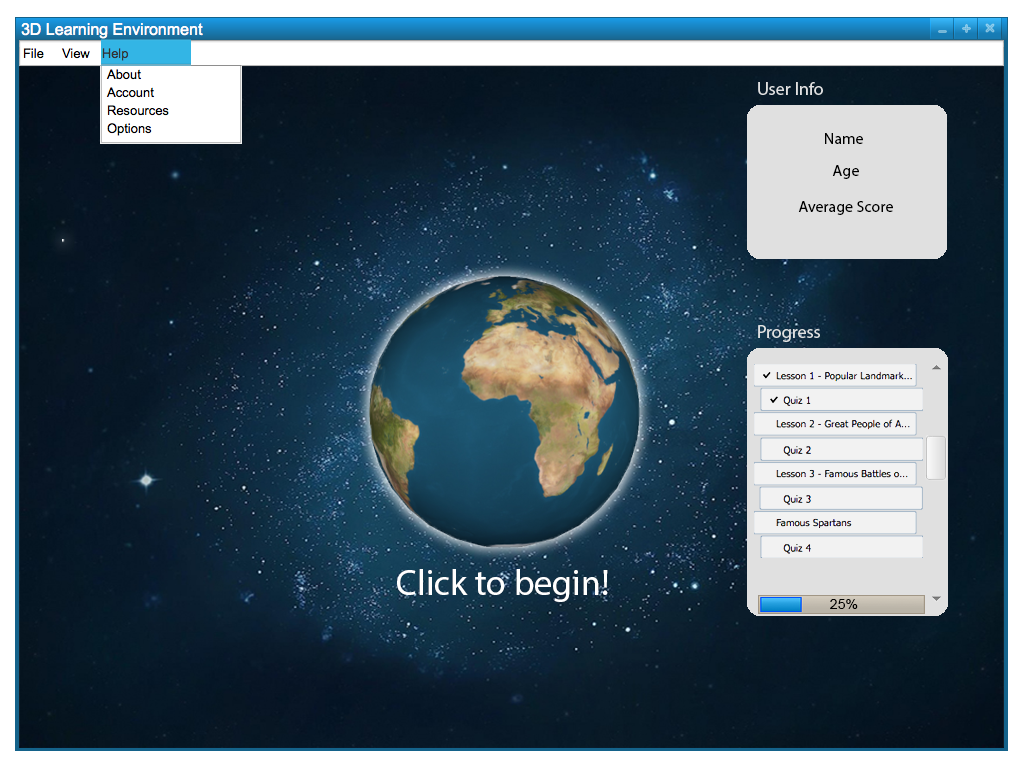 3D Learning Environment
File View Help
About
Account
Resources
Options
User Info
Name
Age
Average Score
Progress
Lesson 1 - Popular Landmark...
Quiz 1
Lesson 2 - Great People of A...
Quiz 2
Lesson 3 - Famous Battles o...
Quiz 3
Famous Spartans
Quiz 4
25%
Click to begin!